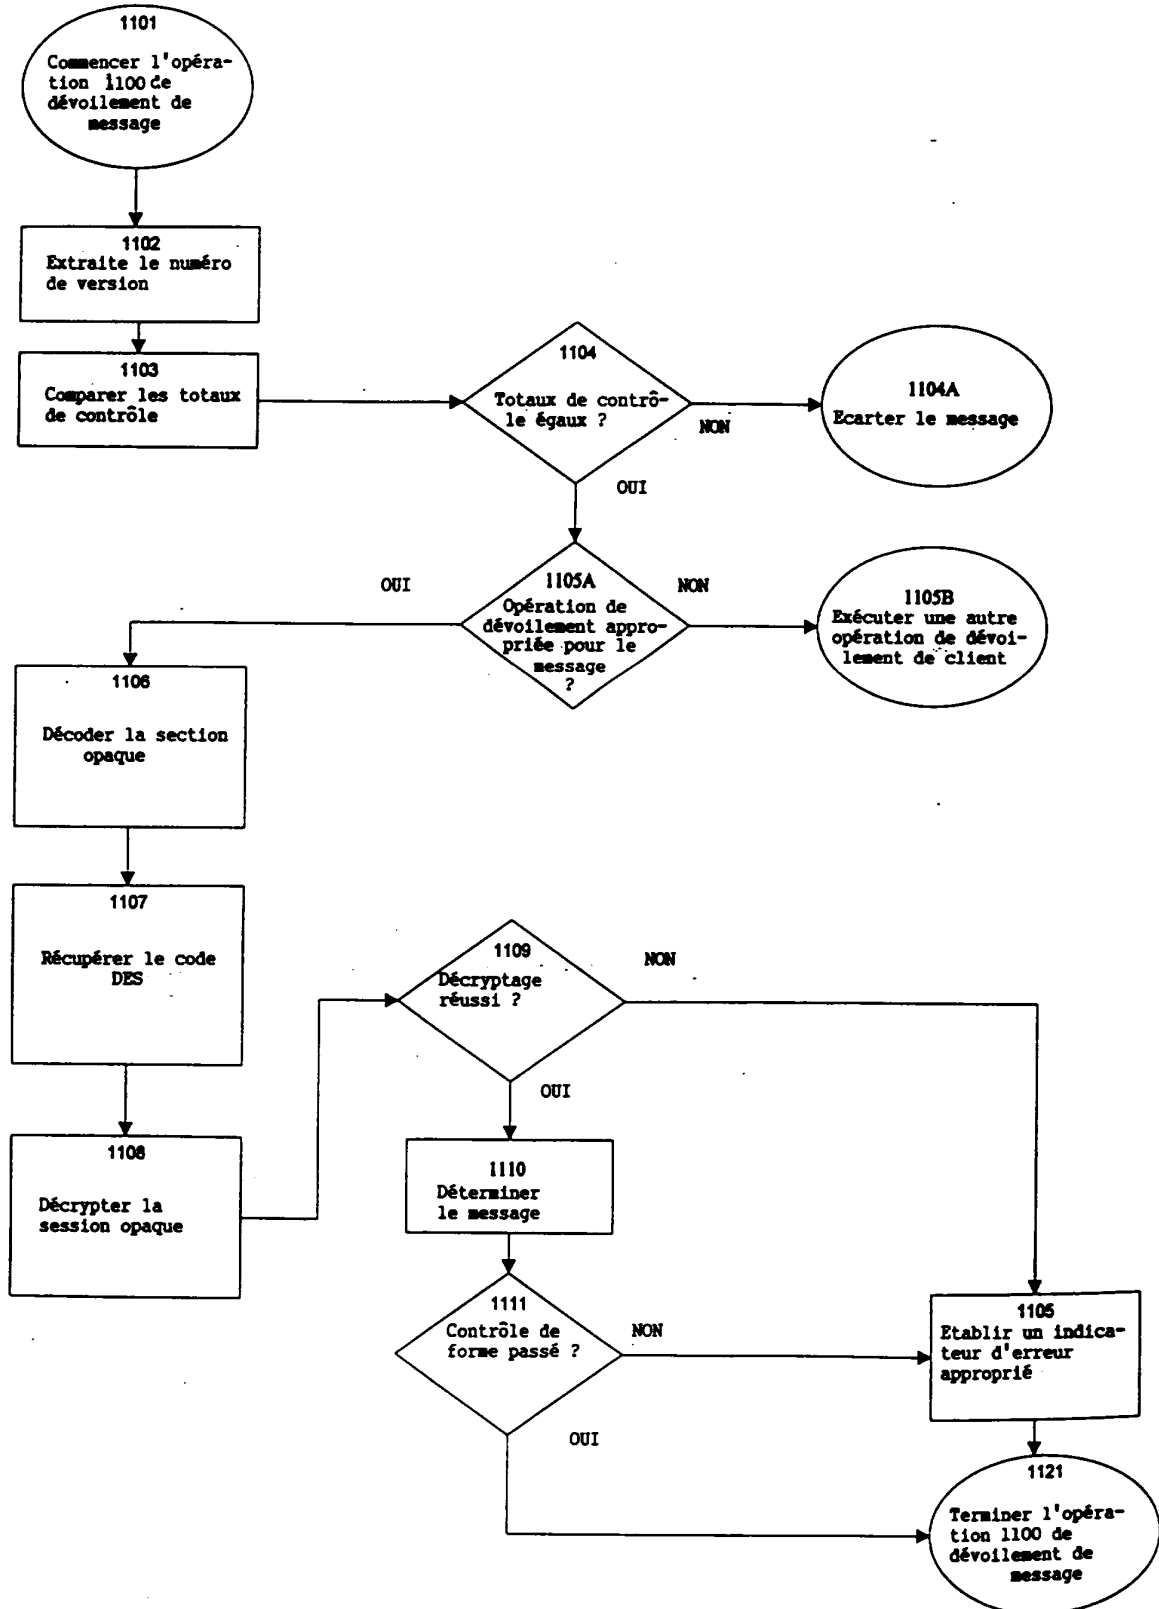 1101
Commencer l'opéra-
tion 1100 de
dévoilement de
message
1102
Extraite le numéro
de version
1103
Comparer les totaux
de contrôle
1104
Totaux de contrô-
le égaux ?
NON
OUI
1104A
Ecarter le message
1105A
Opération de
dévoilement appro-
priée pour le
message
?
OUI
NON
1105B
Exécuter une autre
opération de dévoi-
lement de client
1106
Décoder la section
opaque
1107
Récupérer le code
DES
1108
Décrypter la
session opaque
1109
Décryptage
réussi ?
NON
OUI
1110
Déterminer
le message
1111
Contrôle de
forme passé ?
NON
OUI
1105
Etablir un indica-
teur d'erreur
approprié
1121
Terminer l'opéra-
tion 1100 de
dévoilement de
message